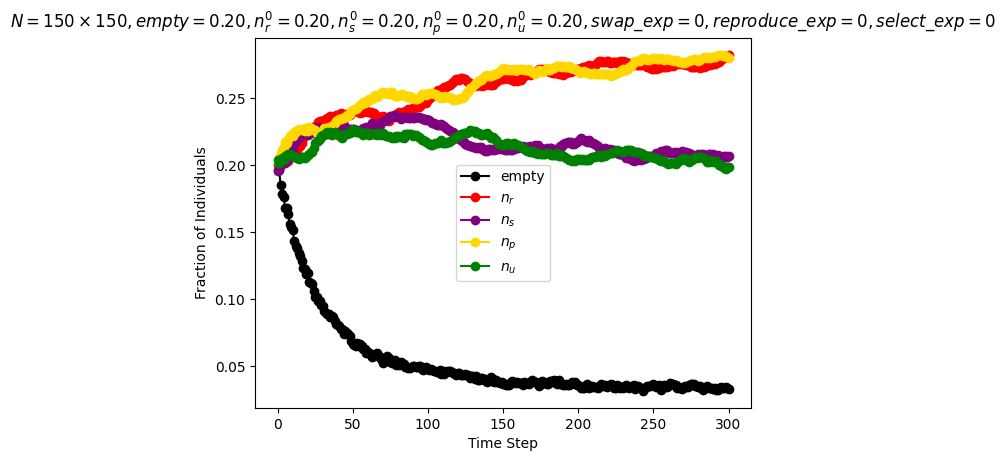 N = 150 × 150, empty = 0.20, n_r^0 = 0.20, n_s^0 = 0.20, n_p^0 = 0.20, n_u^0 = 0.20, swap_exp = 0, reproduce_exp = 0, select_exp = 0
0.25
0.20
0.15
0.10
0.05
Fraction of Individuals
empty
n_r
n_s
n_p
n_u
0 50 100 150 200 250 300
Time Step